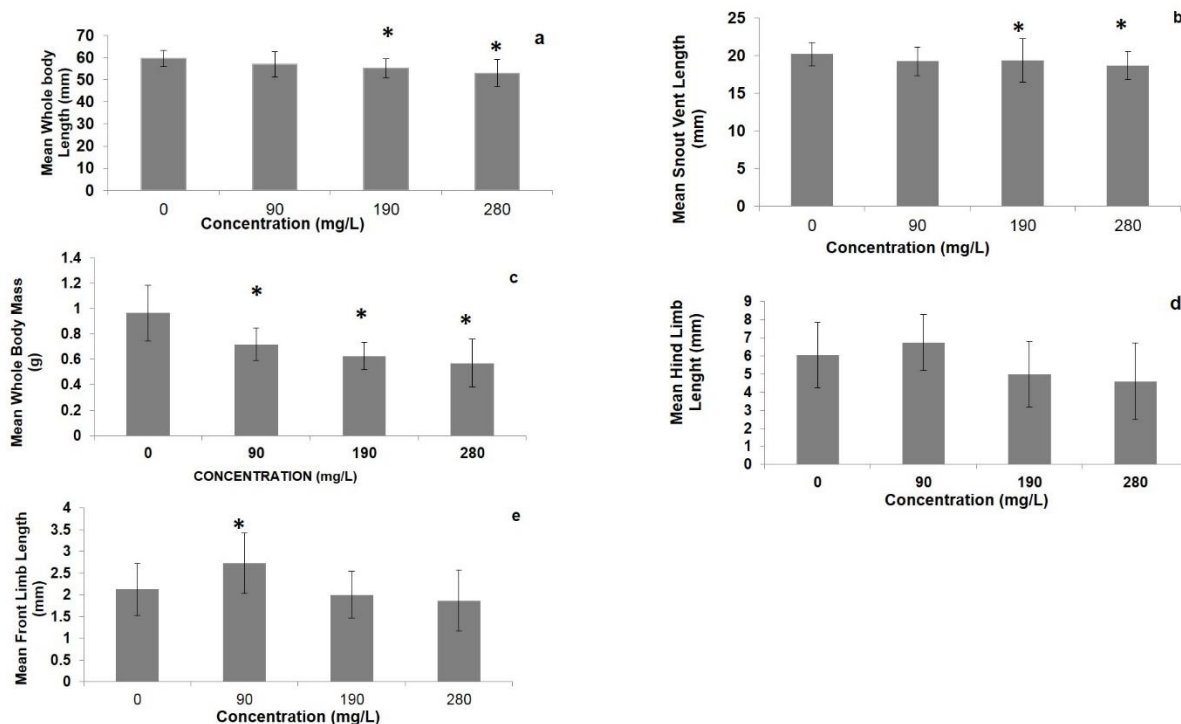 a
Mean Whole body
Length (mm)
70
60
50
40
30
20
10
0
* *
0 90 190 280
Concentration (mg/L)
b
Mean Snout Vent Length
(mm)
25
20
15
10
5
0
* *
0 90 190 280
Concentration (mg/L)
c
Mean Whole Body Mass
(g)
1.4
1.2
1
0.8
0.6
0.4
0.2
0
* * *
0 90 190 280
CONCENTRATION (mg/L)
d
Mean Hind Limb
Lenght (mm)
9
8
7
6
5
4
3
2
1
0
0 90 190 280
Concentration (mg/L)
e
Mean Front Limb Length
(mm)
4
3.5
3
2.5
2
1.5
1
0.5
0
*
0 90 190 280
Concentration (mg/L)